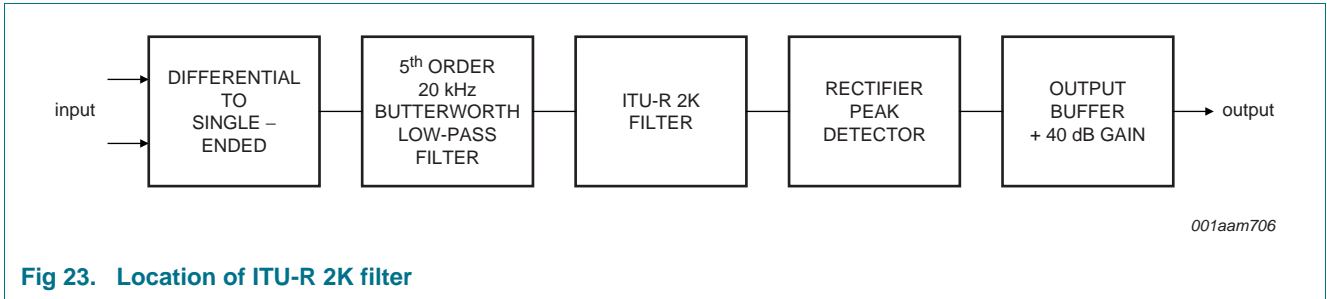 input
DIFFERENTIAL
TO
SINGLE –
ENDED
5th ORDER
20 kHz
BUTTERWORTH
LOW-PASS
FILTER
ITU-R 2K
FILTER
RECTIFIER
PEAK
DETECTOR
OUTPUT
BUFFER
+ 40 dB GAIN
output
001aam706
Fig 23. Location of ITU-R 2K filter